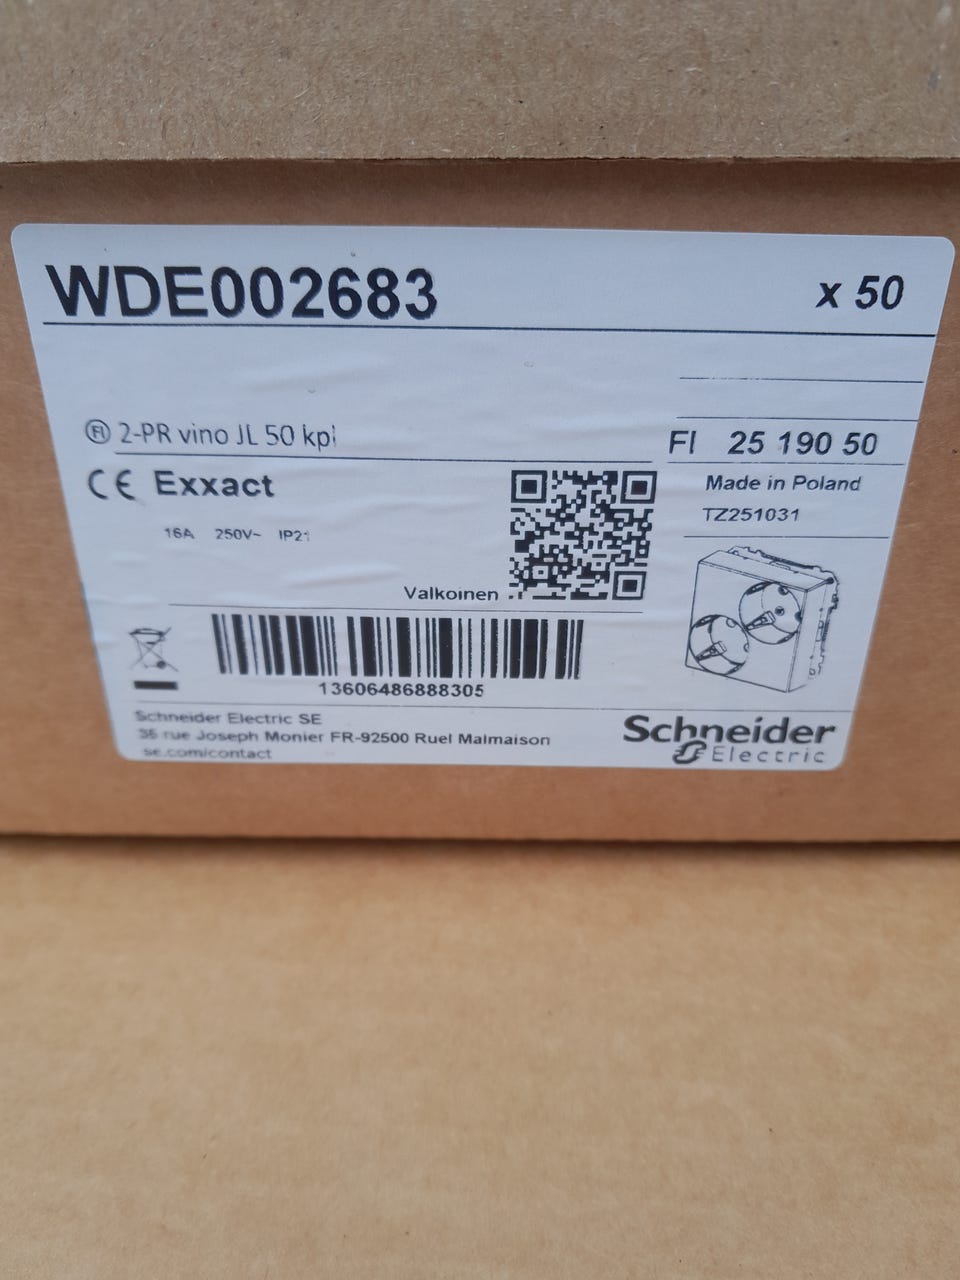 WDE002683 x 50
FI 2-PR vino JL 50 kpl
FI 25 190 50
CE Exxact
Made in Poland
TZ251031
16A 250V~ IP21
Valkoinen
13606486888305
Schneider Electric SE
35 rue Joseph Monier FR-92500 Ruel Malmaison
se.com/contact
Schneider
Electric